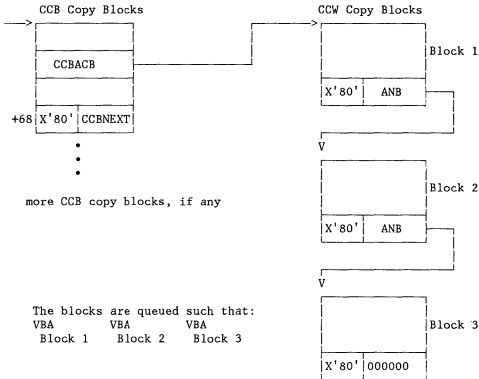 CCB Copy Blocks
CCW Copy Blocks
CCBACB
Block 1
X'80' ANB
+68 X'80' CCBNEXT
V
more CCB copy blocks, if any
Block 2
X'80' ANB
V
The blocks are queued such that:
VBA VBA VBA
Block 1 Block 2 Block 3
Block 3
X'80' 000000